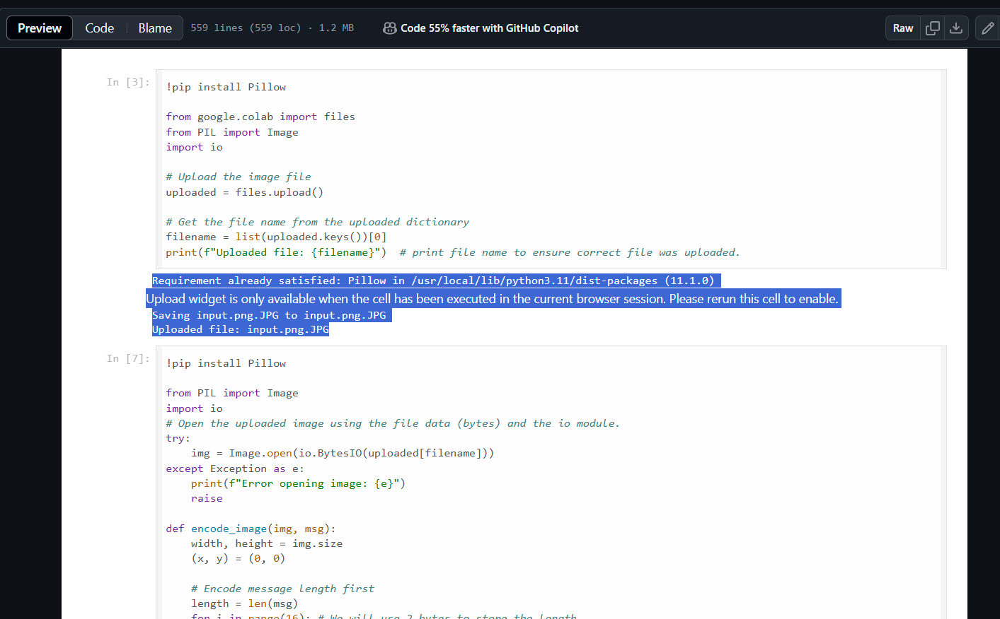 Preview Code Blame 559 lines (559 loc) · 1.2 MB Code 55% faster with GitHub Copilot Raw
In [3]:
!pip install Pillow
from google.colab import files
from PIL import Image
import io
# Upload the image file
uploaded = files.upload()
# Get the file name from the uploaded dictionary
filename = list(uploaded.keys())[0]
print(f"Uploaded file: {filename}")  # print file name to ensure correct file was uploaded.
Requirement already satisfied: Pillow in /usr/local/lib/python3.11/dist-packages (11.1.0)
Upload widget is only available when the cell has been executed in the current browser session. Please rerun this cell to enable.
Saving input.png.JPG to input.png.JPG
Uploaded file: input.png.JPG
In [7]:
!pip install Pillow
from PIL import Image
import io
# Open the uploaded image using the file data (bytes) and the io module.
try:
    img = Image.open(io.BytesIO(uploaded[filename]))
except Exception as e:
    print(f"Error opening image: {e}")
    raise
def encode_image(img, msg):
    width, height = img.size
    (x, y) = (0, 0)
    # Encode message length first
    length = len(msg)
    for i in range(16): # We will use 2 bytes to store the length